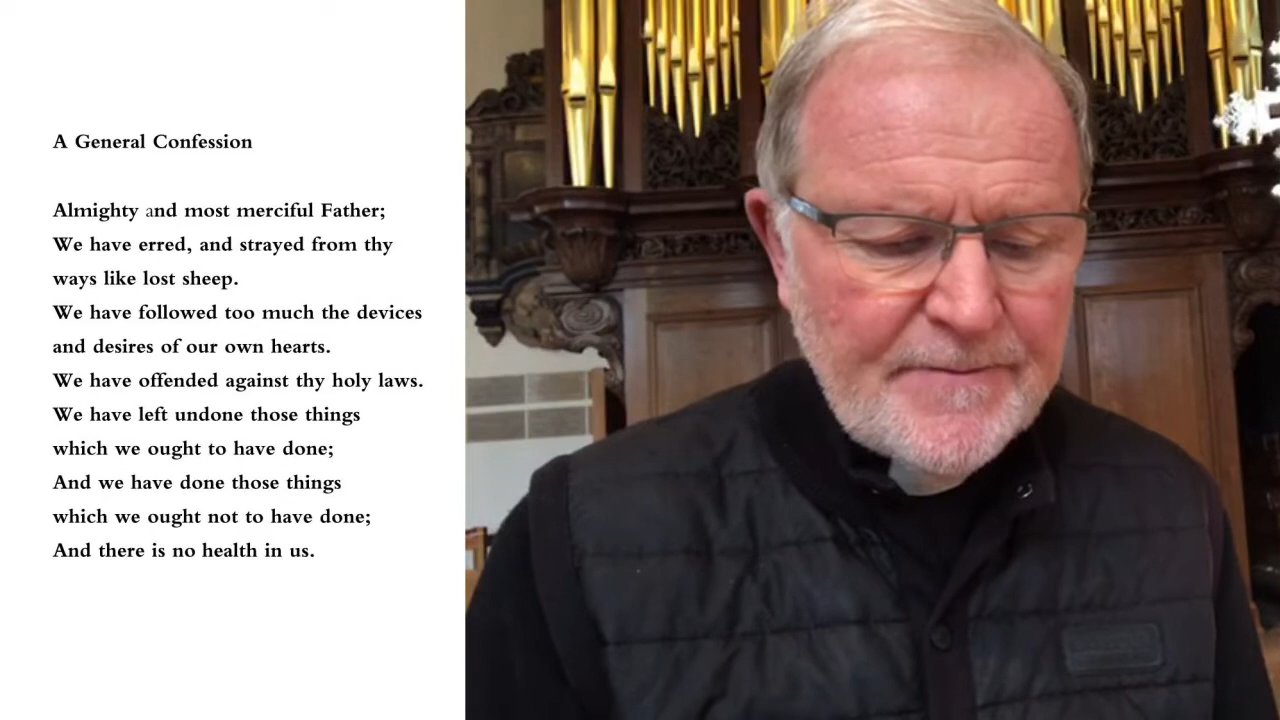 A General Confession
Almighty and most merciful Father;
We have erred, and strayed from thy
ways like lost sheep.
We have followed too much the devices
and desires of our own hearts.
We have offended against thy holy laws.
We have left undone those things
which we ought to have done;
And we have done those things
which we ought not to have done;
And there is no health in us.